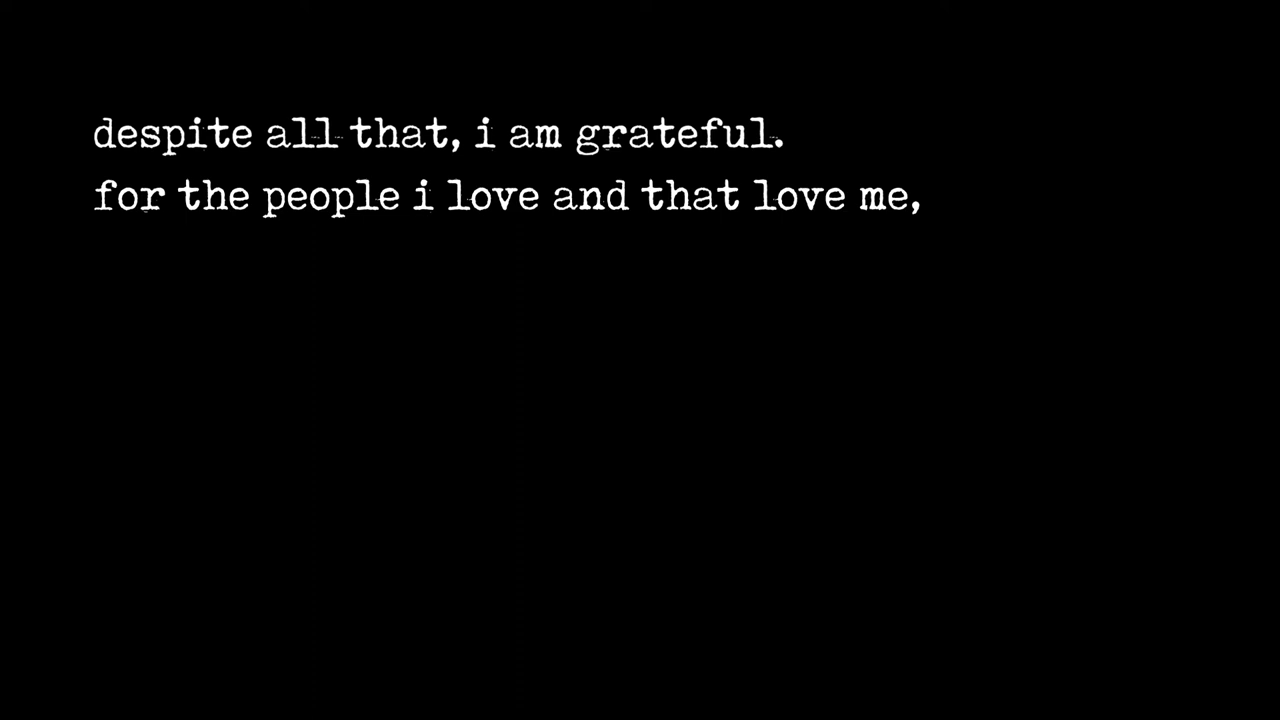 despite all that, i am grateful.
for the people i love and that love me,